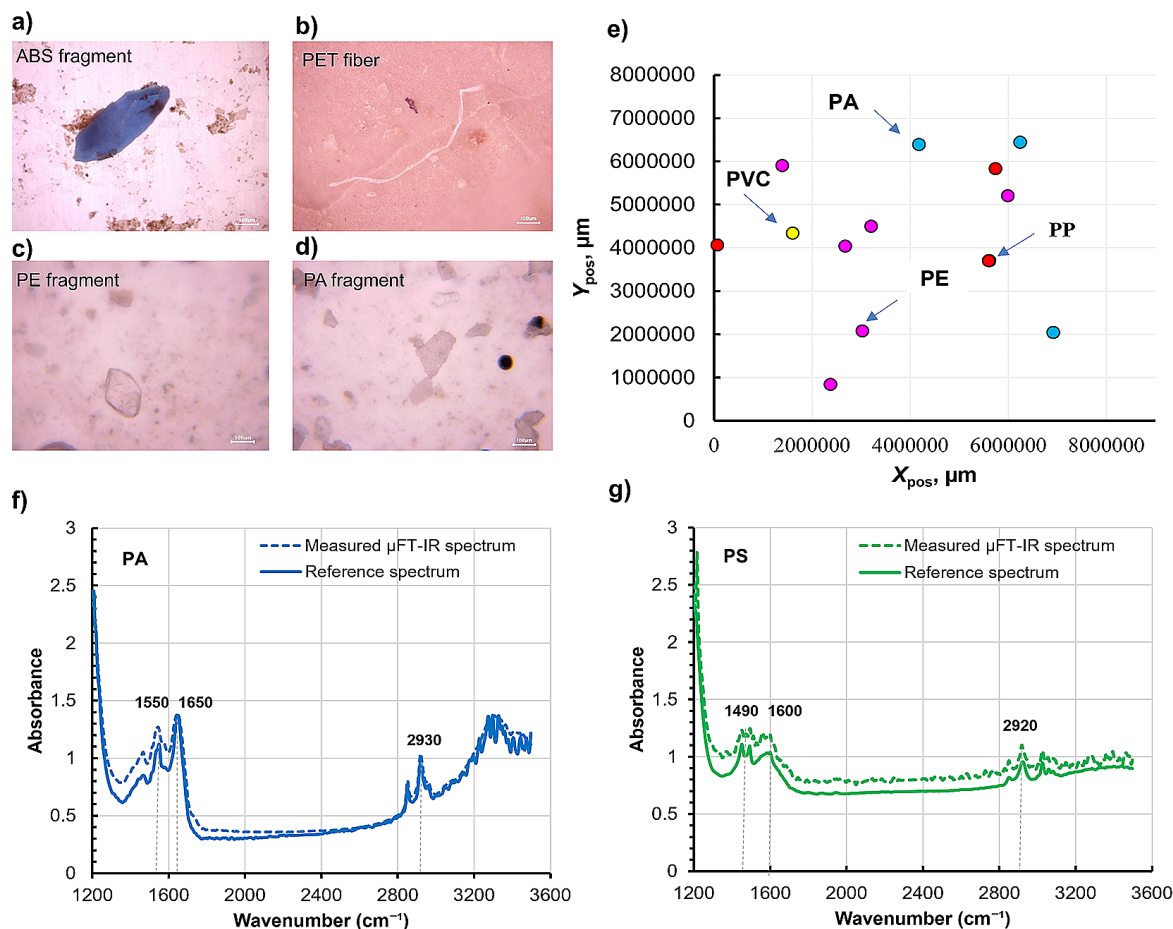 a)
ABS fragment
100µm
b)
PET fiber
100µm
c)
PE fragment
100µm
d)
PA fragment
100µm
e)
8000000
7000000
6000000
5000000
4000000
3000000
2000000
1000000
0
Ypos, µm
PA
PVC
PP
PE
0 2000000 4000000 6000000 8000000
Xpos, µm
f)
3
2.5
2
1.5
1
0.5
0
Absorbance
PA
Measured µFT-IR spectrum
Reference spectrum
1550 1650
2930
1200 1600 2000 2400 2800 3200 3600
Wavenumber (cm⁻¹)
g)
3
2.5
2
1.5
1
0.5
0
Absorbance
PS
Measured µFT-IR spectrum
Reference spectrum
1490 1600
2920
1200 1600 2000 2400 2800 3200 3600
Wavenumber (cm⁻¹)